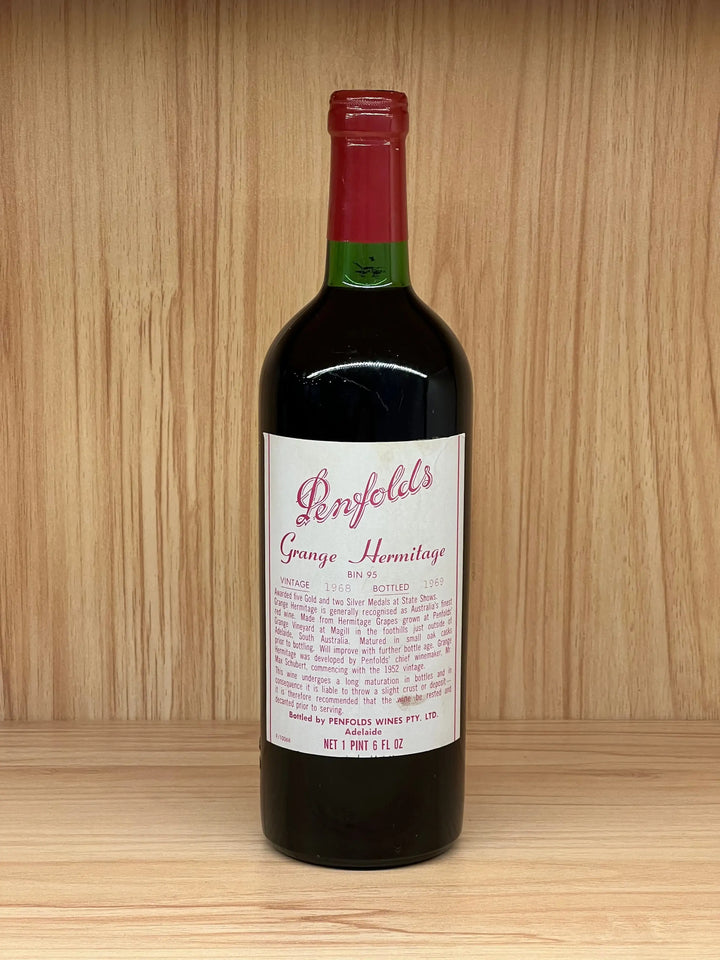 Penfolds
Grange Hermitage
BIN 95
VINTAGE 1968 BOTTLED 1969
Awarded five Gold and two Silver Medals at State Shows.
Grange Hermitage is generally recognised as Australia's finest
red wine. Made from Hermitage Grapes grown at Penfolds'
Grange Vineyard at Magill in the foothills just outside of
Adelaide, South Australia. Matured in small oak casks
prior to bottling. Will improve with further bottle age. Grange
Hermitage was developed by Penfolds' chief winemaker, Mr.
Max Schubert, commencing with the 1952 vintage.
This wine undergoes a long maturation in bottles and in
consequence it is liable to throw a slight crust or deposit—
it is therefore recommended that the wine be rested and
decanted prior to serving.
Bottled by PENFOLDS WINES PTY. LTD.
Adelaide
NET 1 PINT 6 FL OZ